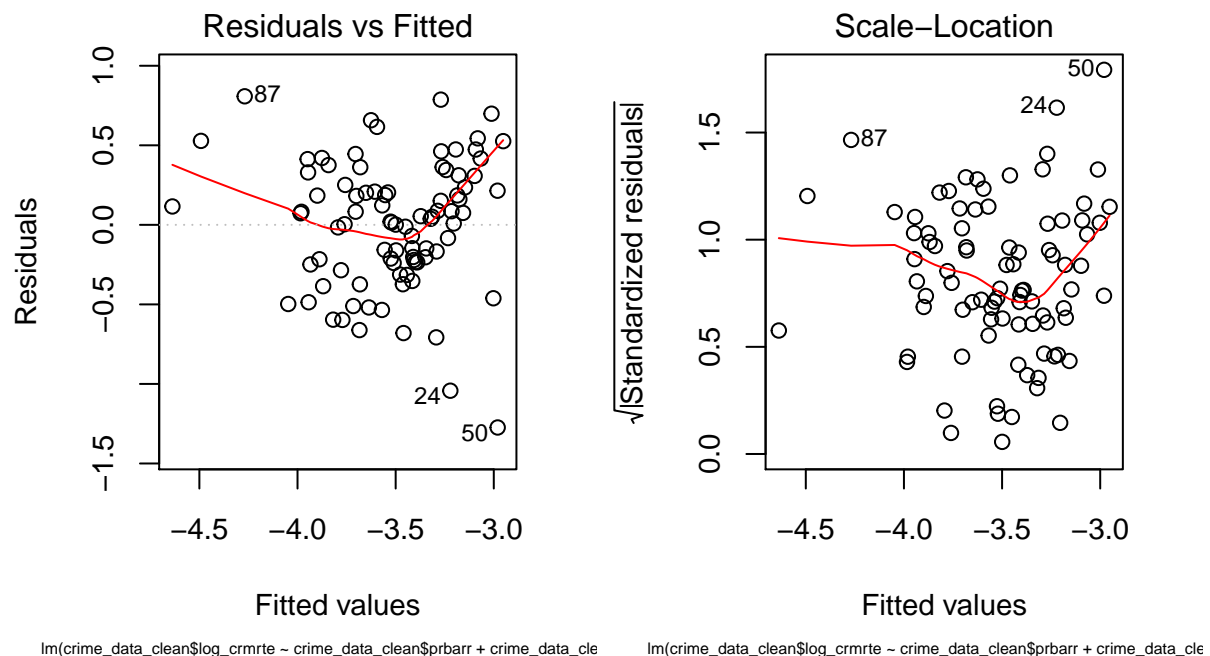 Residuals vs Fitted
Residuals
1.0
0.5
0.0
−0.5
−1.5
87
24
50
−4.5 −4.0 −3.5 −3.0
Fitted values
lm(crime_data_clean$log_crmrte ~ crime_data_clean$prbarr + crime_data_cle
Scale−Location
√|Standardized residuals|
1.5
1.0
0.5
0.0
50
24
87
−4.5 −4.0 −3.5 −3.0
Fitted values
lm(crime_data_clean$log_crmrte ~ crime_data_clean$prbarr + crime_data_cle